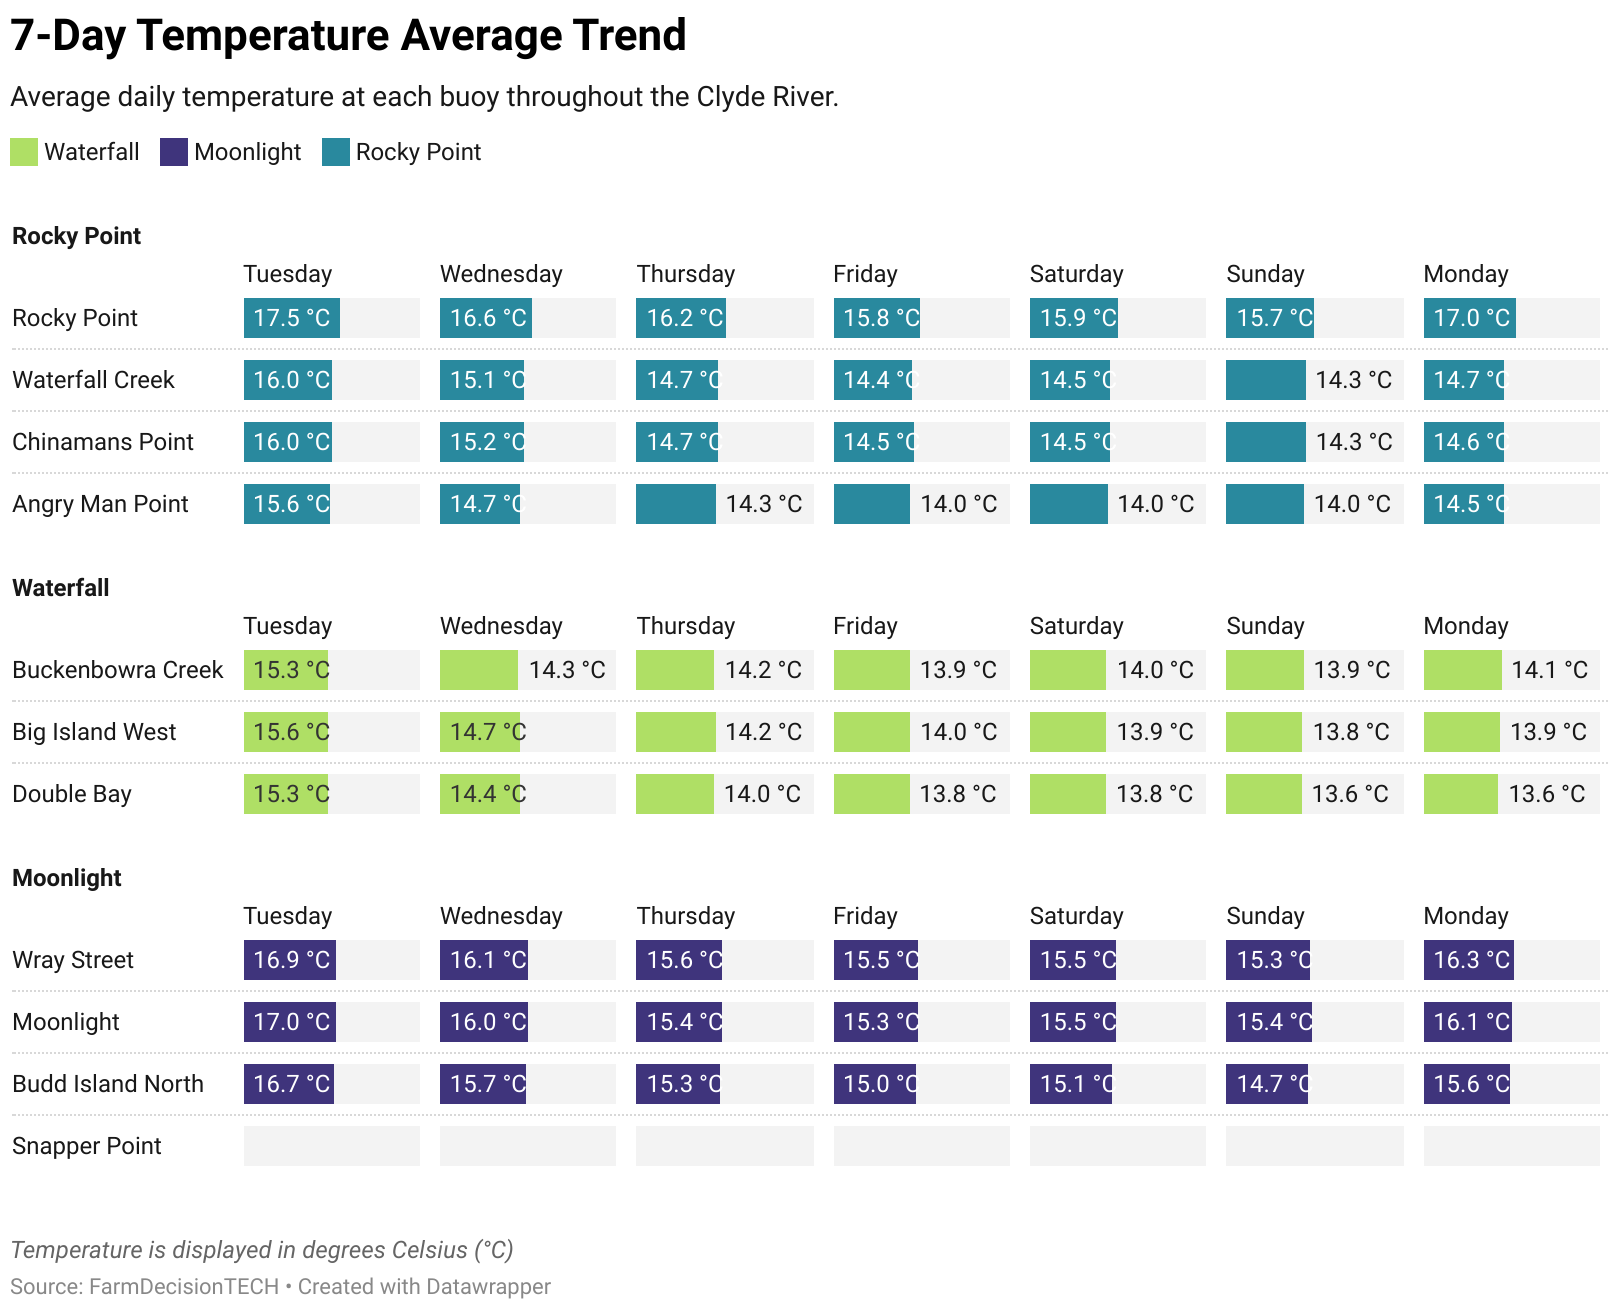 7-Day Temperature Average Trend
Average daily temperature at each buoy throughout the Clyde River.
Waterfall Moonlight Rocky Point
Rocky Point
Tuesday Wednesday Thursday Friday Saturday Sunday Monday
Rocky Point 17.5 °C 16.6 °C 16.2 °C 15.8 °C 15.9 °C 15.7 °C 17.0 °C
Waterfall Creek 16.0 °C 15.1 °C 14.7 °C 14.4 °C 14.5 °C 14.3 °C 14.7 °C
Chinamans Point 16.0 °C 15.2 °C 14.7 °C 14.5 °C 14.5 °C 14.3 °C 14.6 °C
Angry Man Point 15.6 °C 14.7 °C 14.3 °C 14.0 °C 14.0 °C 14.0 °C 14.5 °C
Waterfall
Tuesday Wednesday Thursday Friday Saturday Sunday Monday
Buckenbowra Creek 15.3 °C 14.3 °C 14.2 °C 13.9 °C 14.0 °C 13.9 °C 14.1 °C
Big Island West 15.6 °C 14.7 °C 14.2 °C 14.0 °C 13.9 °C 13.8 °C 13.9 °C
Double Bay 15.3 °C 14.4 °C 14.0 °C 13.8 °C 13.8 °C 13.6 °C 13.6 °C
Moonlight
Tuesday Wednesday Thursday Friday Saturday Sunday Monday
Wray Street 16.9 °C 16.1 °C 15.6 °C 15.5 °C 15.5 °C 15.3 °C 16.3 °C
Moonlight 17.0 °C 16.0 °C 15.4 °C 15.3 °C 15.5 °C 15.4 °C 16.1 °C
Budd Island North 16.7 °C 15.7 °C 15.3 °C 15.0 °C 15.1 °C 14.7 °C 15.6 °C
Snapper Point
Temperature is displayed in degrees Celsius (°C)
Source: FarmDecisionTECH • Created with Datawrapper